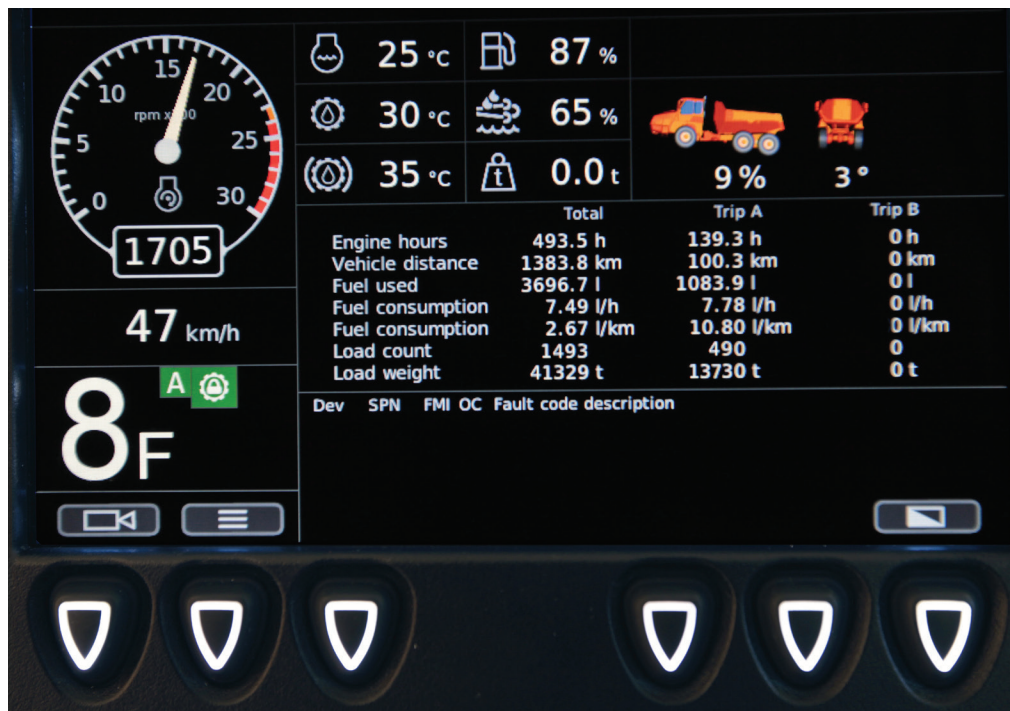 15
10
20
rpm x100
5
25
0
30
1705
47 km/h
A
8F
25 °C
87 %
30 °C
65 %
35 °C
t
0.0 t
9%
3°
Total Trip A Trip B
Engine hours 493.5 h 139.3 h 0 h
Vehicle distance 1383.8 km 100.3 km 0 km
Fuel used 3696.7 l 1083.9 l 0 l
Fuel consumption 7.49 l/h 7.78 l/h 0 l/h
Fuel consumption 2.67 l/km 10.80 l/km 0 l/km
Load count 1493 490 0
Load weight 41329 t 13730 t 0 t
Dev SPN FMI OC Fault code description